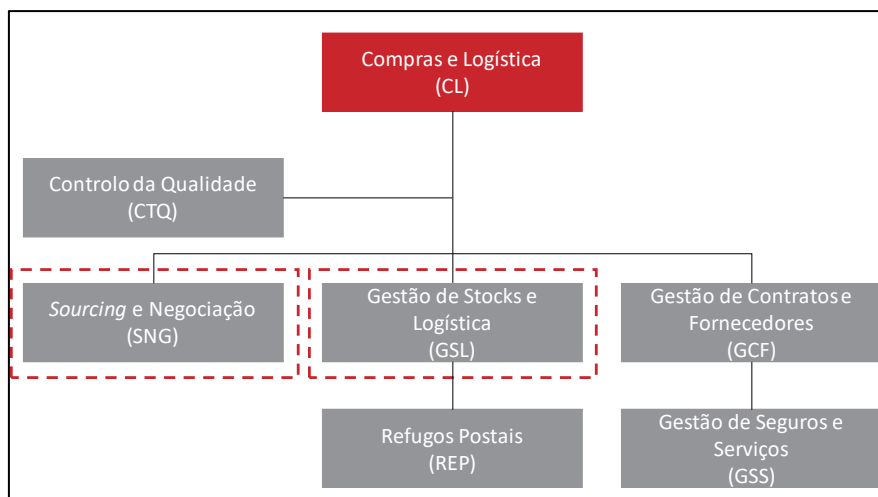 Compras e Logística
(CL)
Controlo da Qualidade
(CTQ)
Sourcing e Negociação
(SNG)
Gestão de Stocks e
Logística
(GSL)
Gestão de Contratos e
Fornecedores
(GCF)
Refugos Postais
(REP)
Gestão de Seguros e
Serviços
(GSS)